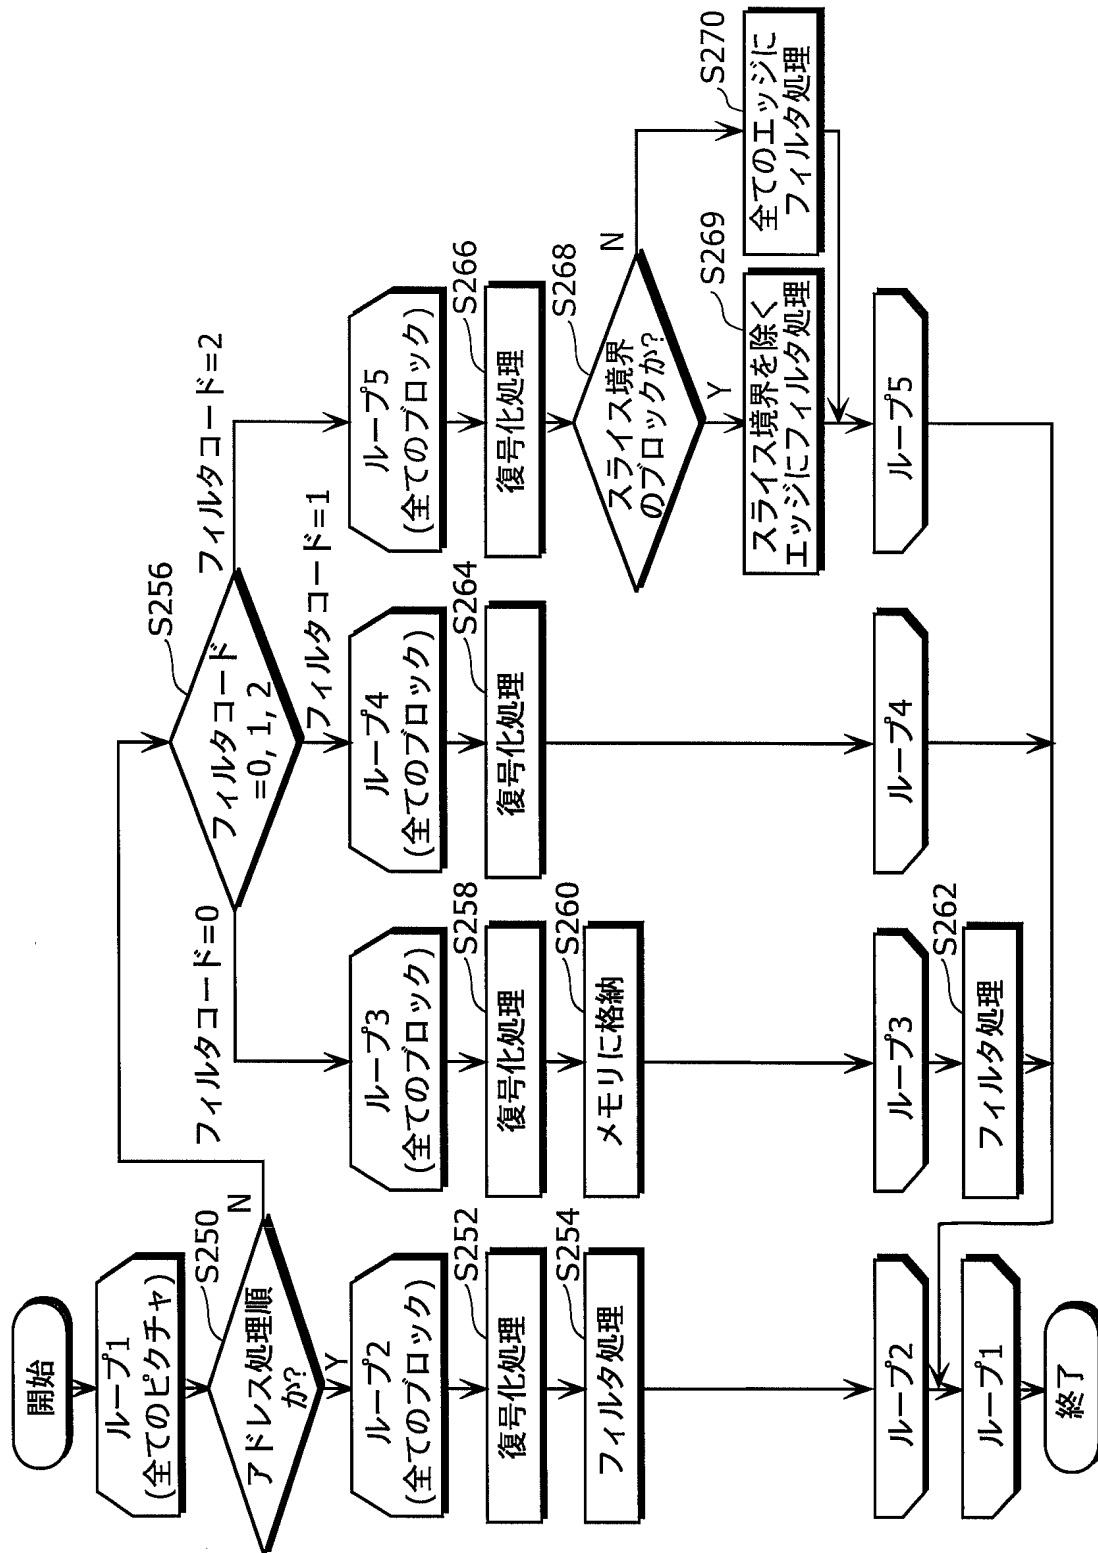 開始
ループ1
(全てのピクチャ)
S250
アドレス処理順
か?
N
Y
ループ2
(全てのブロック)
S252
復号化処理
S254
フィルタ処理
ループ2
ループ1
終了
S256
フィルタコード
=0, 1, 2
フィルタコード=0
フィルタコード=1
フィルタコード=2
ループ3
(全てのブロック)
S258
復号化処理
S260
メモリに格納
ループ3
S262
フィルタ処理
ループ4
(全てのブロック)
S264
復号化処理
ループ4
ループ5
(全てのブロック)
S266
復号化処理
S268
スライス境界
のブロックか?
N
Y
S269
スライス境界を除く
エッジにフィルタ処理
S270
全てのエッジに
フィルタ処理
ループ5